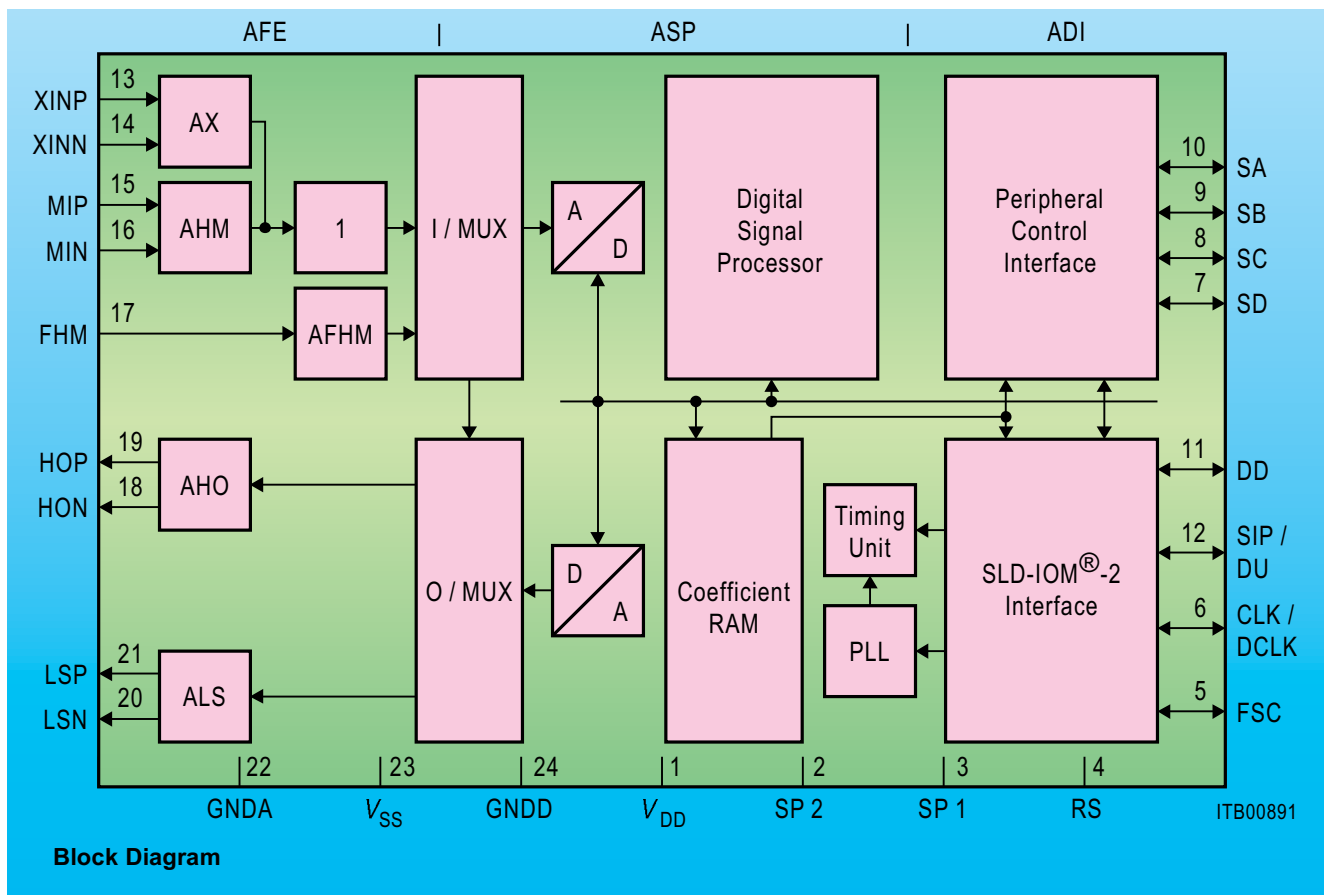 AFE | ASP | ADI
XINP 13
XINN 14
AX
MIP 15
MIN 16
AHM
1
I / MUX
A
D
Digital
Signal
Processor
Peripheral
Control
Interface
10 SA
9 SB
8 SC
7 SD
FHM 17
AFHM
HOP 19
HON 18
AHO
O / MUX
D
A
Coefficient
RAM
Timing
Unit
PLL
SLD-IOM®-2
Interface
11 DD
12 SIP /
DU
6 CLK /
DCLK
5 FSC
LSP 21
LSN 20
ALS
22 23 24 1 2 3 4
GNDA VSS GNDD VDD SP 2 SP 1 RS ITB00891
Block Diagram